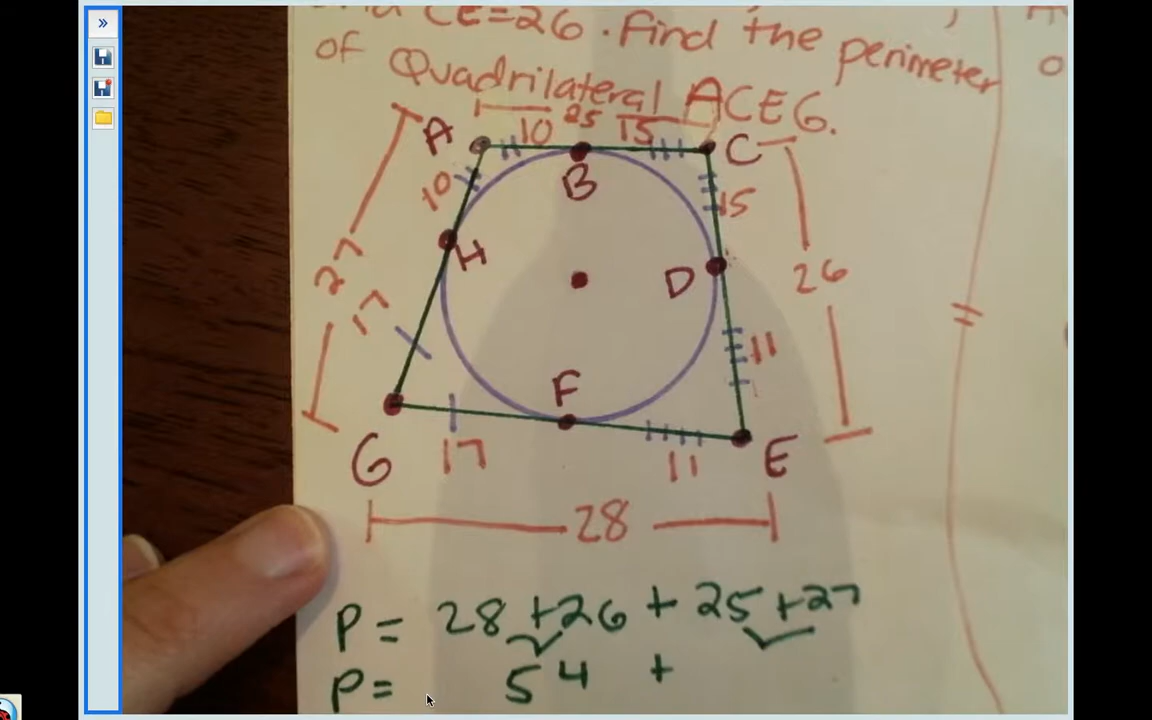 CE=26. Find the perimeter
of Quadrilateral ACEG.
10 25 15
A C
10 B 15
H D
27 26
17
F 11
G 17 11 E
28
P = 28 + 26 + 25 + 27
P = 54 +